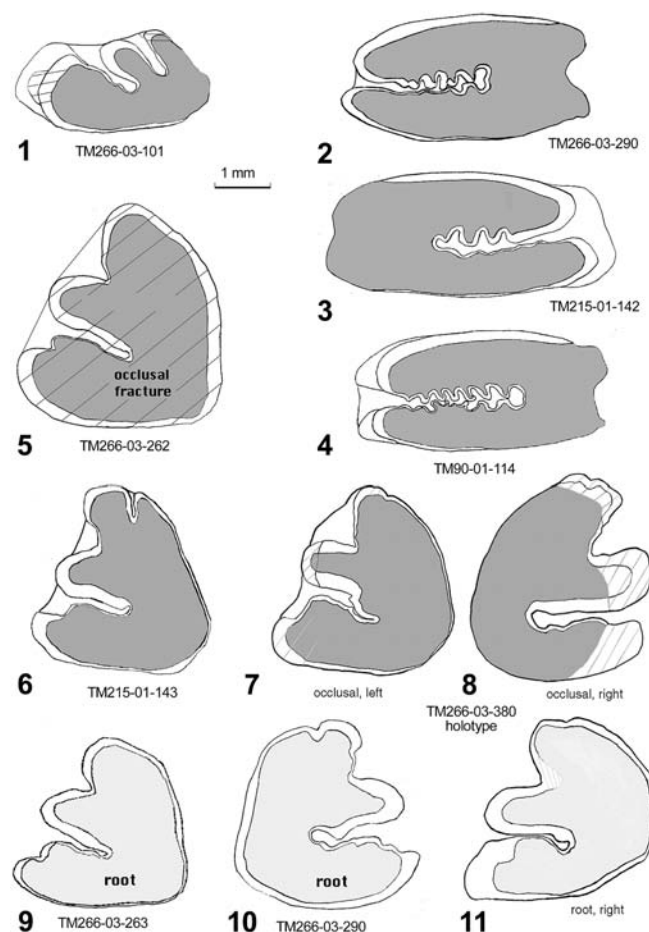 1
TM266-03-101
2
TM266-03-290
1 mm
3
TM215-01-142
occlusal
fracture
5
TM266-03-262
4
TM90-01-114
6
TM215-01-143
7
occlusal, left
8
occlusal, right
TM266-03-380
holotype
root
9
TM266-03-263
root
10
TM266-03-290
11
root, right